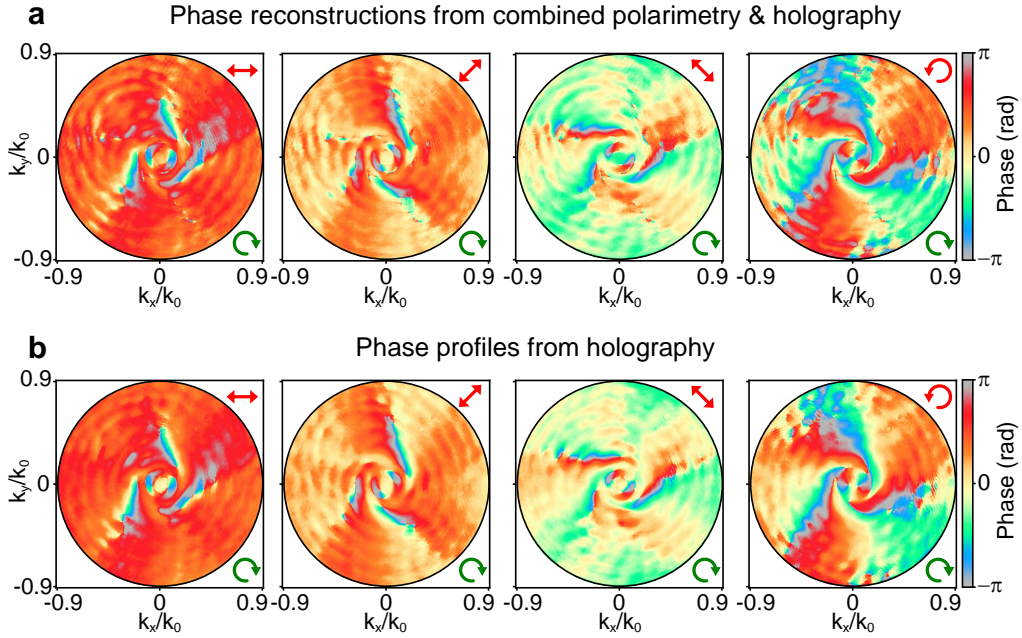 a Phase reconstructions from combined polarimetry & holography
0.9
0
-0.9
k_y/k_0
-0.9 0 0.9 -0.9 0 0.9 -0.9 0 0.9 -0.9 0 0.9
k_x/k_0 k_x/k_0 k_x/k_0 k_x/k_0
π
0
−π
Phase (rad)
b Phase profiles from holography
0.9
0
-0.9
k_y/k_0
-0.9 0 0.9 -0.9 0 0.9 -0.9 0 0.9 -0.9 0 0.9
k_x/k_0 k_x/k_0 k_x/k_0 k_x/k_0
π
0
−π
Phase (rad)